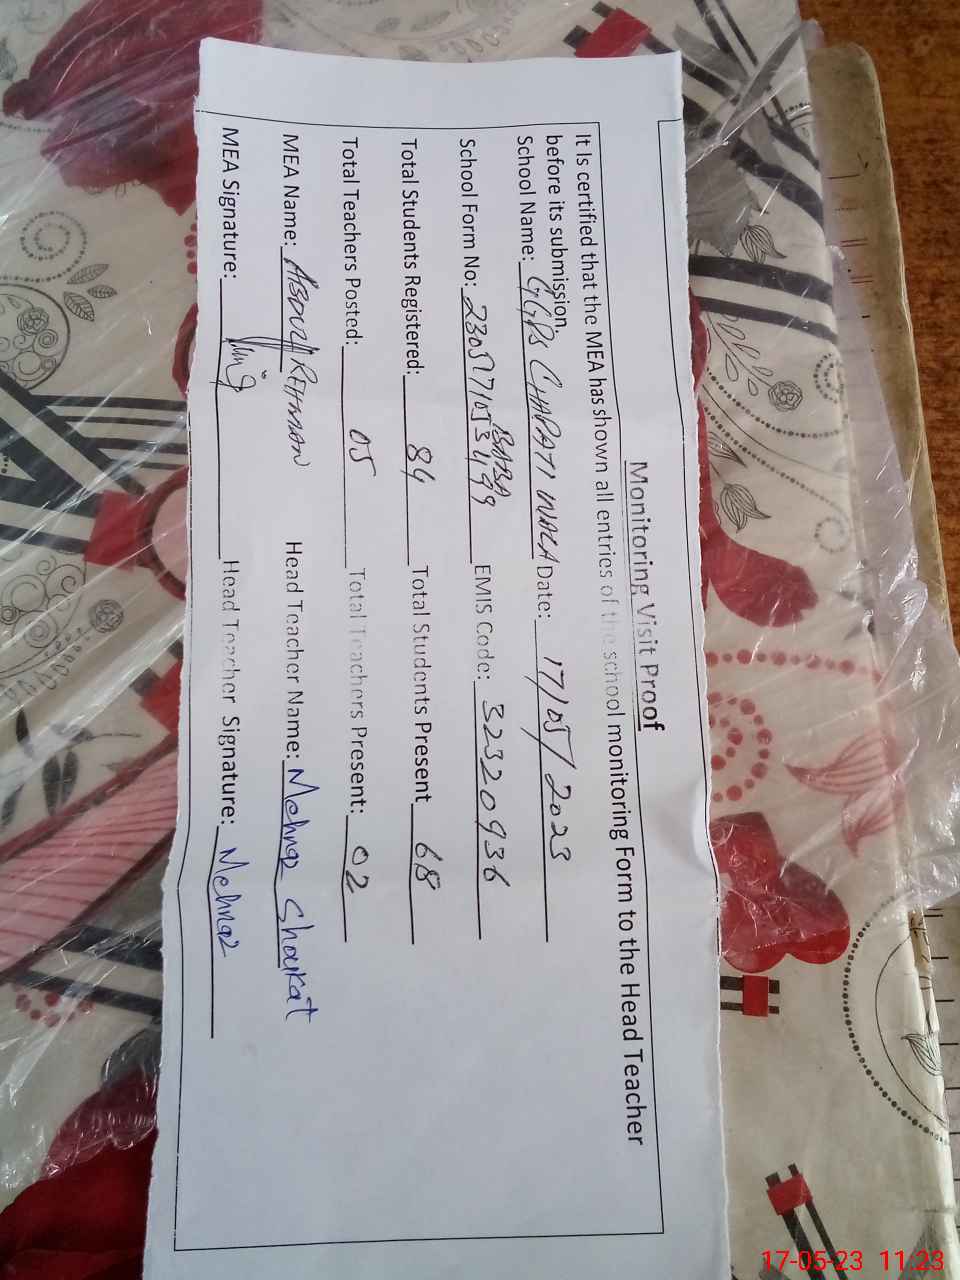 Monitoring Visit Proof
It Is certified that the MEA has shown all entries of the school monitoring Form to the Head Teacher
before its submission.
School Name: GGPS CHAPATI WALA Date: 17/05/2023
BABA
School Form No: EMIS Code: 32320936
Total Students Registered: 84 Total Students Present 68
Total Teachers Posted: 05 Total Teachers Present: 02
MEA Name: ABDUL REHMAN Head Teacher Name: Mehnaz Shoukat
MEA Signature: Head Teacher Signature: Mehnaz
17-05-23 11:23